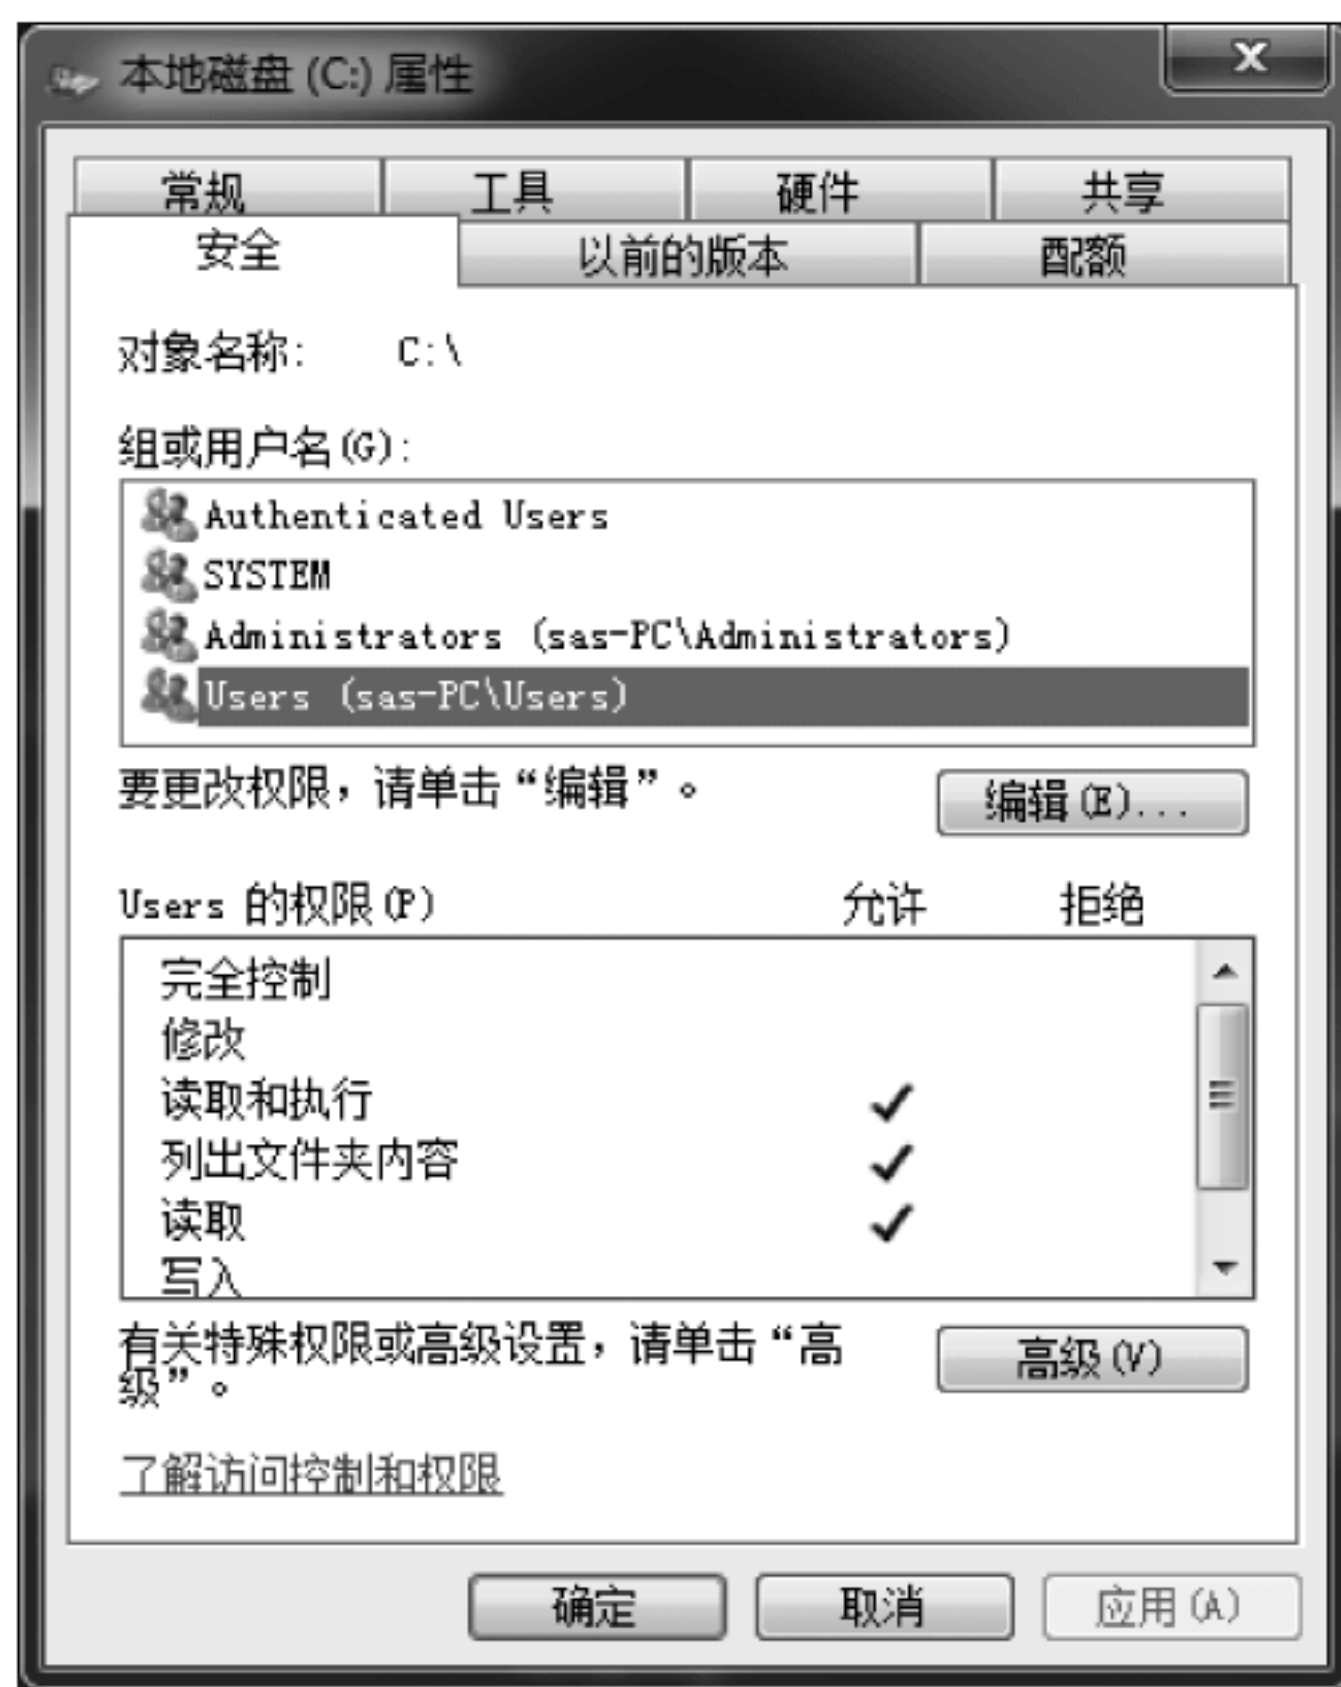 本地磁盘 (C:) 属性
常规 工具 硬件 共享
安全 以前的版本 配额
对象名称: C:\
组或用户名(G):
Authenticated Users
SYSTEM
Administrators (sas-PC\Administrators)
Users (sas-PC\Users)
要更改权限，请单击“编辑”。 编辑(E)...
Users 的权限(P) 允许 拒绝
完全控制
修改
读取和执行
列出文件夹内容
读取
写入
有关特殊权限或高级设置，请单击“高
级”。 高级(V)
了解访问控制和权限
确定 取消 应用(A)